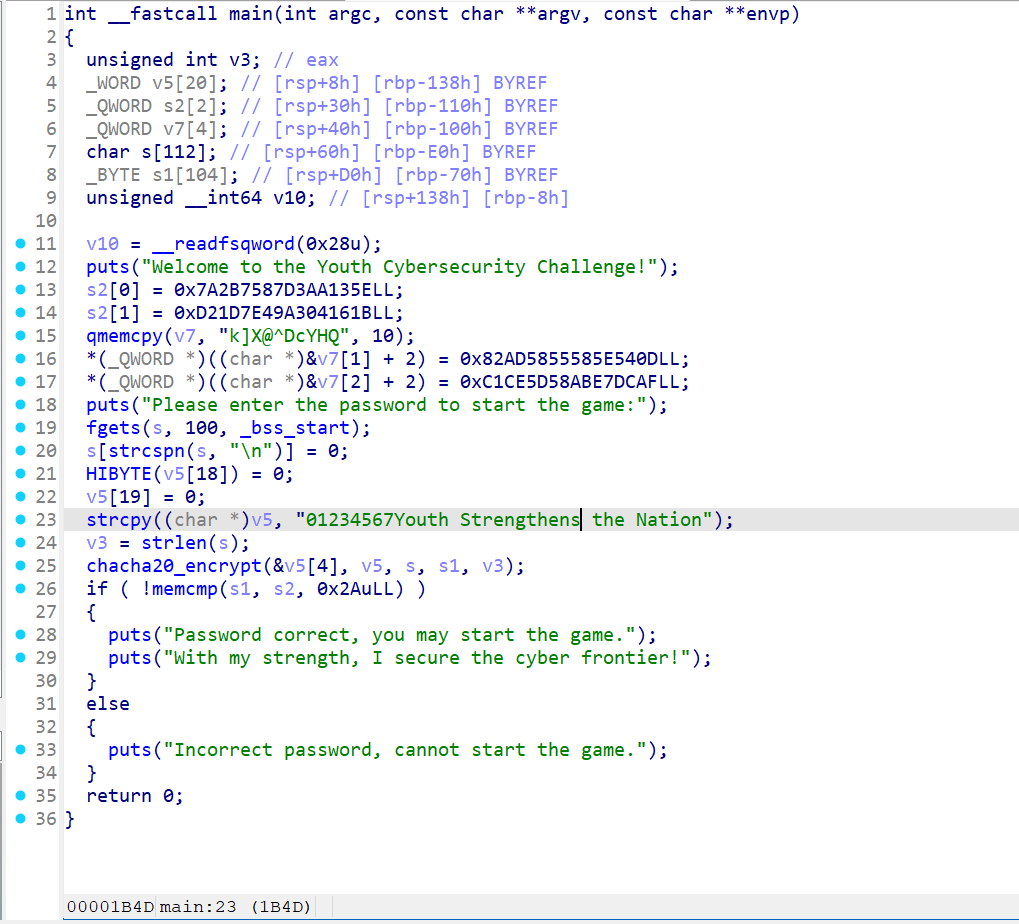 1 int __fastcall main(int argc, const char **argv, const char **envp)
2 {
3   unsigned int v3; // eax
4   _WORD v5[20]; // [rsp+8h] [rbp-138h] BYREF
5   _QWORD s2[2]; // [rsp+30h] [rbp-110h] BYREF
6   _QWORD v7[4]; // [rsp+40h] [rbp-100h] BYREF
7   char s[112]; // [rsp+60h] [rbp-E0h] BYREF
8   _BYTE s1[104]; // [rsp+D0h] [rbp-70h] BYREF
9   unsigned __int64 v10; // [rsp+138h] [rbp-8h]
10
11   v10 = __readfsqword(0x28u);
12   puts("Welcome to the Youth Cybersecurity Challenge!");
13   s2[0] = 0x7A2B7587D3AA135ELL;
14   s2[1] = 0xD21D7E49A304161BLL;
15   qmemcpy(v7, "k]X@^DcYHQ", 10);
16   *(_QWORD *)((char *)&v7[1] + 2) = 0x82AD5855585E540DLL;
17   *(_QWORD *)((char *)&v7[2] + 2) = 0xC1CE5D58ABE7DCAFLL;
18   puts("Please enter the password to start the game:");
19   fgets(s, 100, _bss_start);
20   s[strcspn(s, "\n")] = 0;
21   HIBYTE(v5[18]) = 0;
22   v5[19] = 0;
23   strcpy((char *)v5, "01234567Youth Strengthens the Nation");
24   v3 = strlen(s);
25   chacha20_encrypt(&v5[4], v5, s, s1, v3);
26   if ( !memcmp(s1, s2, 0x2AuLL) )
27   {
28     puts("Password correct, you may start the game.");
29     puts("With my strength, I secure the cyber frontier!");
30   }
31   else
32   {
33     puts("Incorrect password, cannot start the game.");
34   }
35   return 0;
36 }
00001B4D main:23 (1B4D)